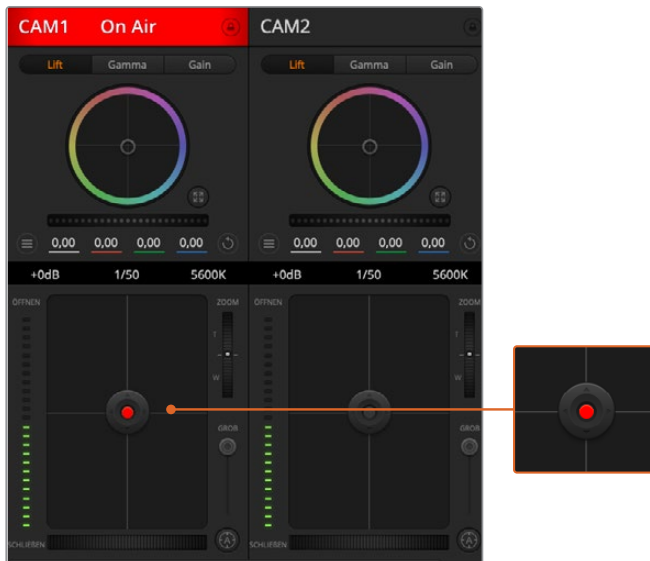 CAM1 On Air
CAM2
Lift Gamma Gain
Lift Gamma Gain
0,00 0,00 0,00 0,00
0,00 0,00 0,00 0,00
+0dB 1/50 5600K
+0dB 1/50 5600K
ÖFFNEN ZOOM
ÖFFNEN ZOOM
T
T
W
W
GROB
GROB
A
A
SCHLIEßEN
SCHLIEßEN